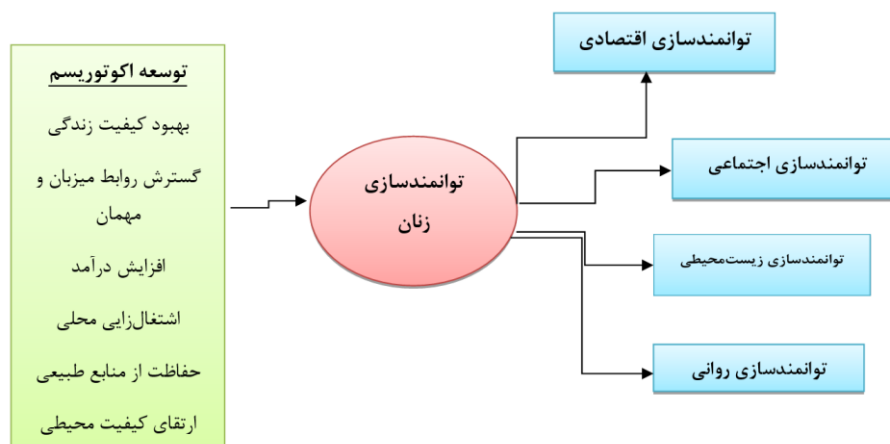 توسعه اکوتوریسم
بهبود کیفیت زندگی
گسترش روابط میزبان و
مهمان
افزایش درآمد
اشتغال‌زایی محلی
حفاظت از منابع طبیعی
ارتقای کیفیت محیطی
توانمندسازی
زنان
توانمندسازی اقتصادی
توانمندسازی اجتماعی
توانمندسازی زیست‌محیطی
توانمندسازی روانی